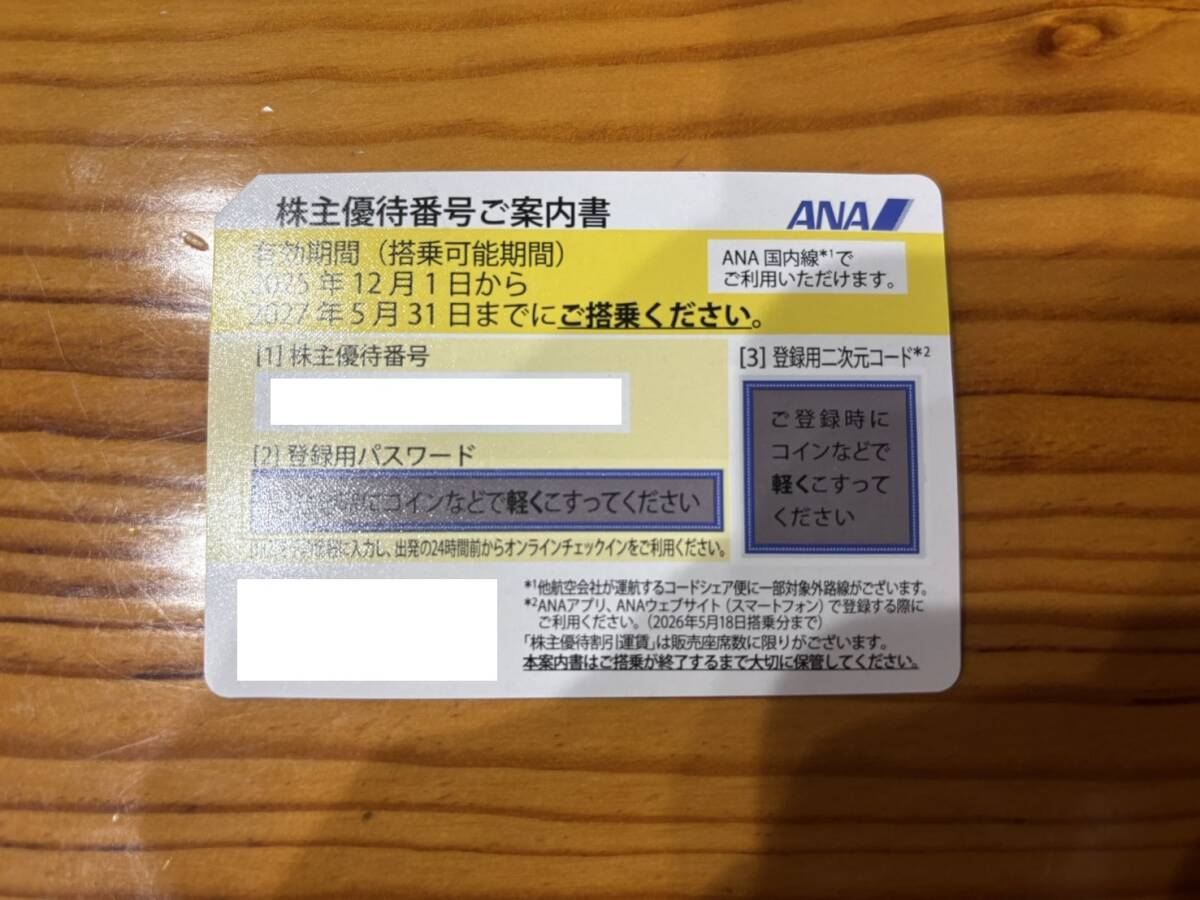 株主優待番号ご案内書
ANA
有効期間（搭乗可能期間）
2025年12月1日から
2027年5月31日までにご搭乗ください。
ANA国内線*1で
ご利用いただけます。
[1] 株主優待番号
[2] 登録用パスワード
コインなどで軽くこすってください
に入力し、出発の24時間前からオンラインチェックインをご利用ください。
[3] 登録用二次元コード*2
ご登録時に
コインなどで
軽くこすって
ください
*1他航空会社が運航するコードシェア便に一部対象外路線がございます。
*2ANAアプリ、ANAウェブサイト（スマートフォン）で登録する際に
ご利用ください。（2026年5月18日搭乗分まで）
「株主優待割引運賃」は販売座席数に限りがございます。
本案内書はご搭乗が終了するまで大切に保管してください。